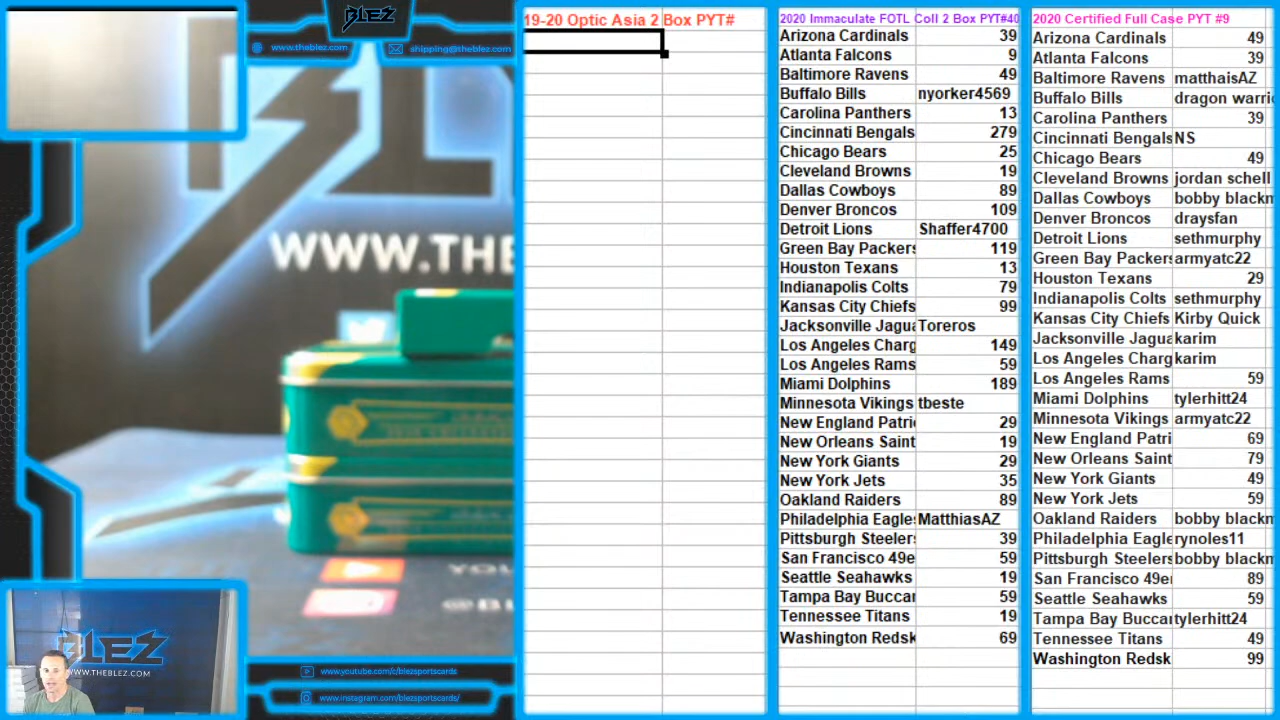 BLEZ
www.theblez.com
shipping@theblez.com
WWW.THE
BLEZ
WWW.THEBLEZ.COM
www.youtube.com/c/blezsportscards
www.instagram.com/blezsportscards/
19-20 Optic Asia 2 Box PYT#
2020 Immaculate FOTL Coll 2 Box PYT#40
Arizona Cardinals 39
Atlanta Falcons 9
Baltimore Ravens 49
Buffalo Bills nyorker4569
Carolina Panthers 13
Cincinnati Bengals 279
Chicago Bears 25
Cleveland Browns 19
Dallas Cowboys 89
Denver Broncos 109
Detroit Lions Shaffer4700
Green Bay Packers 119
Houston Texans 13
Indianapolis Colts 79
Kansas City Chiefs 99
Jacksonville Jagua Toreros
Los Angeles Charg 149
Los Angeles Rams 59
Miami Dolphins 189
Minnesota Vikings tbeste
New England Patri 29
New Orleans Saint 19
New York Giants 29
New York Jets 35
Oakland Raiders 89
Philadelphia Eagles MatthiasAZ
Pittsburgh Steelers 39
San Francisco 49e 59
Seattle Seahawks 19
Tampa Bay Buccar 59
Tennessee Titans 19
Washington Redsk 69
2020 Certified Full Case PYT #9
Arizona Cardinals 49
Atlanta Falcons 39
Baltimore Ravens matthaisAZ
Buffalo Bills dragon warri
Carolina Panthers 39
Cincinnati Bengals NS
Chicago Bears 49
Cleveland Browns jordan schell
Dallas Cowboys bobby blackn
Denver Broncos draysfan
Detroit Lions sethmurphy
Green Bay Packers armyatc22
Houston Texans 29
Indianapolis Colts sethmurphy
Kansas City Chiefs Kirby Quick
Jacksonville Jagua karim
Los Angeles Charg karim
Los Angeles Rams 59
Miami Dolphins tylerhitt24
Minnesota Vikings armyatc22
New England Patri 69
New Orleans Saint 79
New York Giants 49
New York Jets 59
Oakland Raiders bobby blackn
Philadelphia Eagle rynoles11
Pittsburgh Steelers bobby blackn
San Francisco 49e 89
Seattle Seahawks 59
Tampa Bay Buccar tylerhitt24
Tennessee Titans 49
Washington Redsk 99